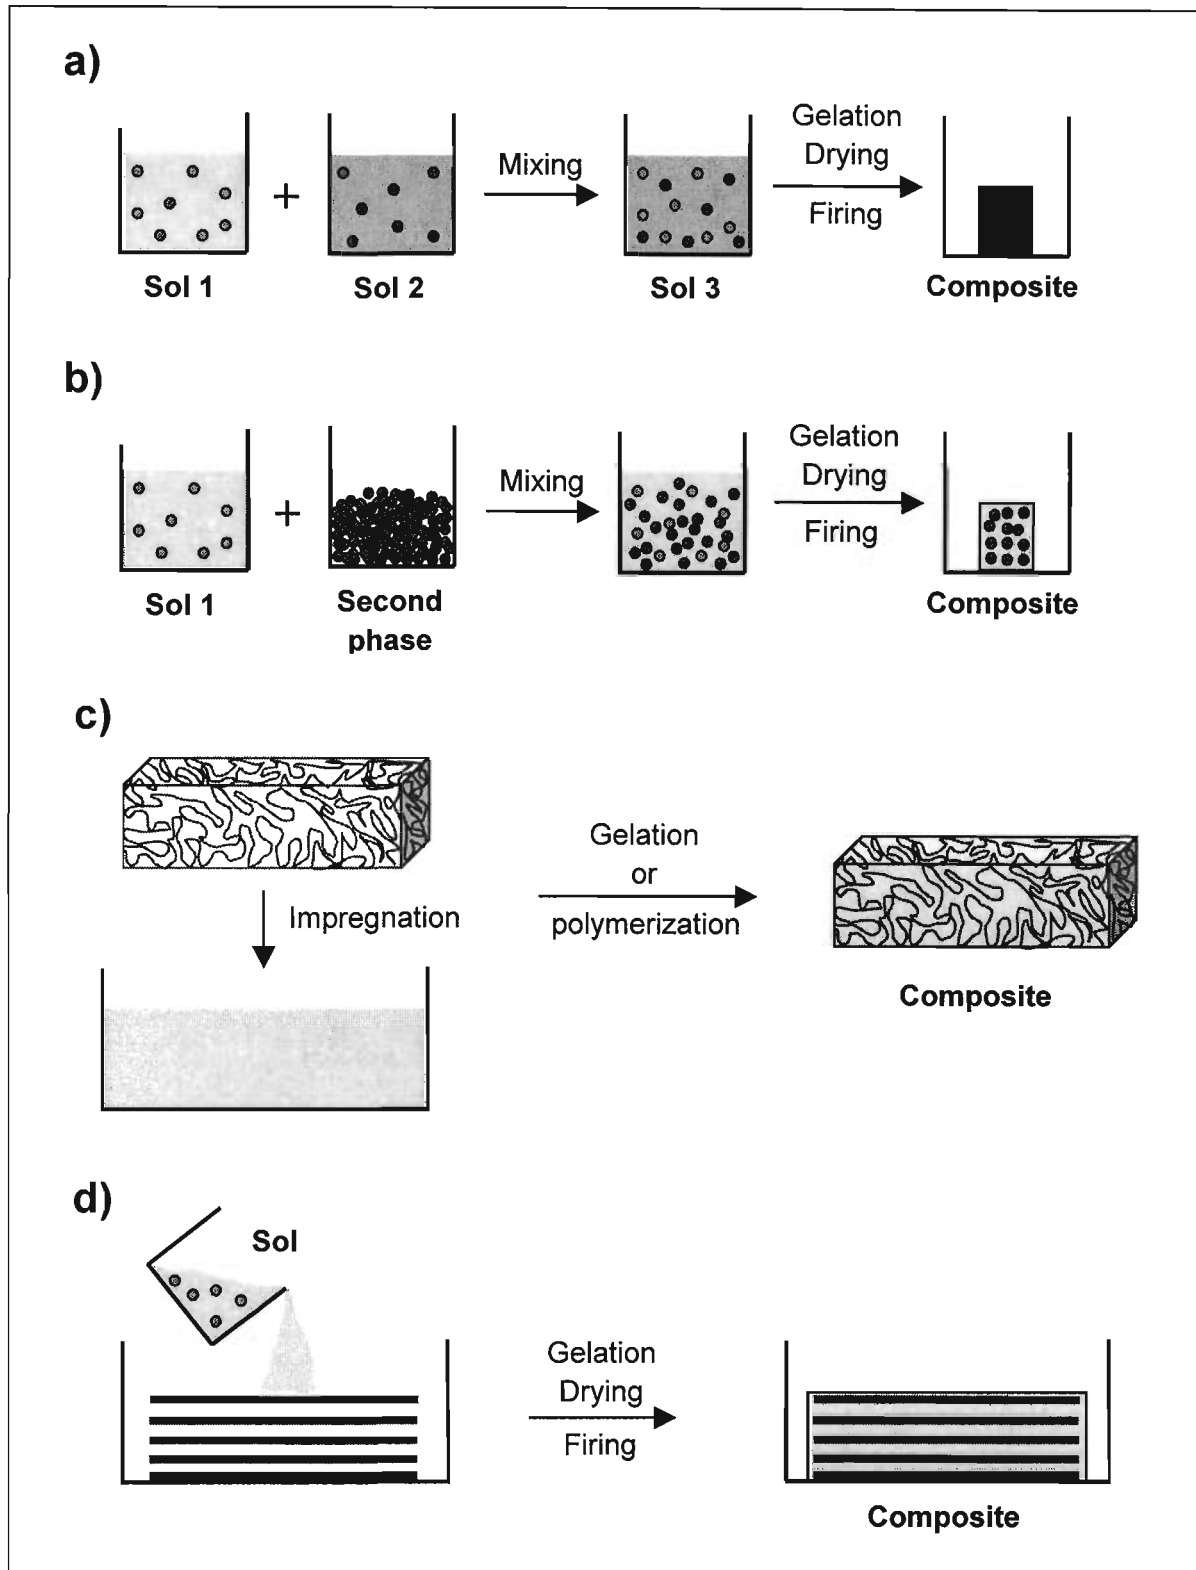 a)
+
Mixing
Gelation
Drying
Firing
Sol 1
Sol 2
Sol 3
Composite
b)
+
Mixing
Gelation
Drying
Firing
Sol 1
Second
phase
Composite
c)
Impregnation
Gelation
or
polymerization
Composite
d)
Sol
Gelation
Drying
Firing
Composite